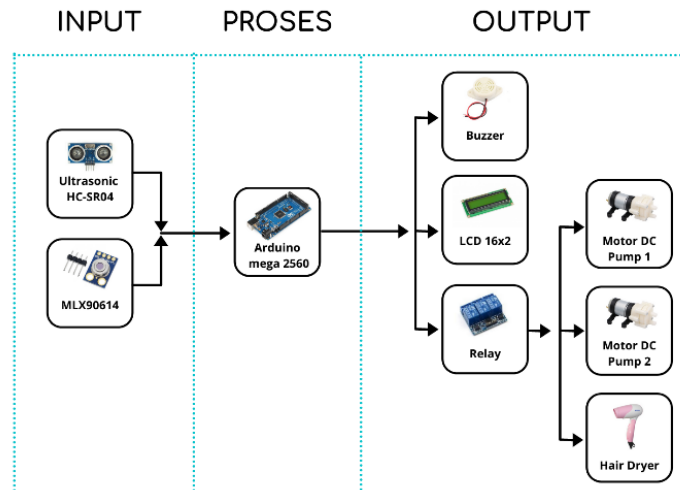 INPUT
PROSES
OUTPUT
Ultrasonic
HC-SR04
MLX90614
Arduino
mega 2560
Buzzer
LCD 16x2
Relay
Motor DC
Pump 1
Motor DC
Pump 2
Hair Dryer